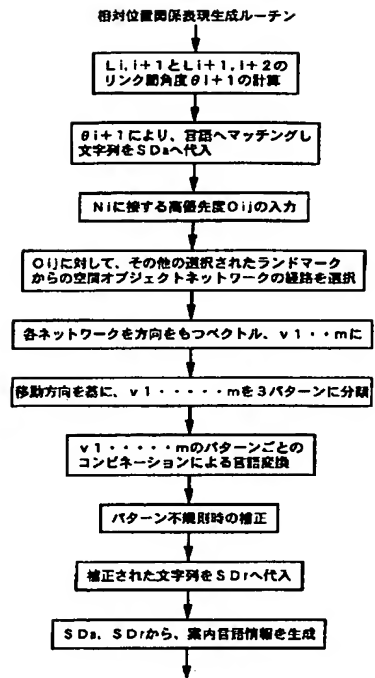 相対位置関係表現生成ルーチン
Li,i+1とLi+1,i+2の
リンク間角度θi+1の計算
θi+1により、言語へマッチングし
文字列をSDaへ代入
Niに接する高優先度Oijの入力
Oijに対して、その他の選択されたランドマーク
からの空間オブジェクトネットワークの経路を選択
各ネットワークを方向をもつベクトル、v1・・mに
移動方向を基に、v1・・・・・mを3パターンに分類
v1・・・・・mのパターンごとの
コンビネーションによる言語変換
パターン不規則時の補正
補正された文字列をSDrへ代入
SDa、SDrから、案内言語情報を生成